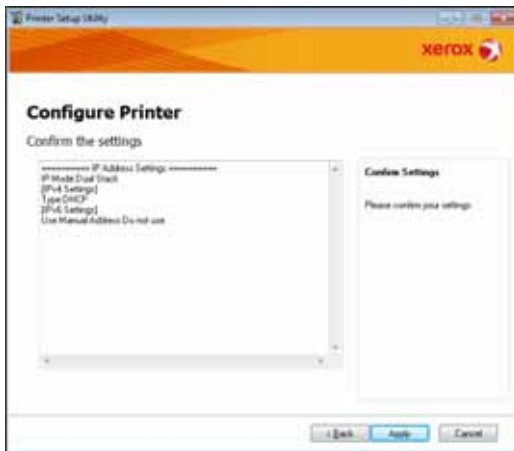 Printer Setup Utility
xerox
Configure Printer
Confirm the settings
=========== IP Address Settings ===========
IP Mode:Dual Stack
[IPv4 Settings]
Type:DHCP
[IPv6 Settings]
Use Manual Address:Do not use
Confirm Settings
Please confirm your settings.
< Back
Apply
Cancel